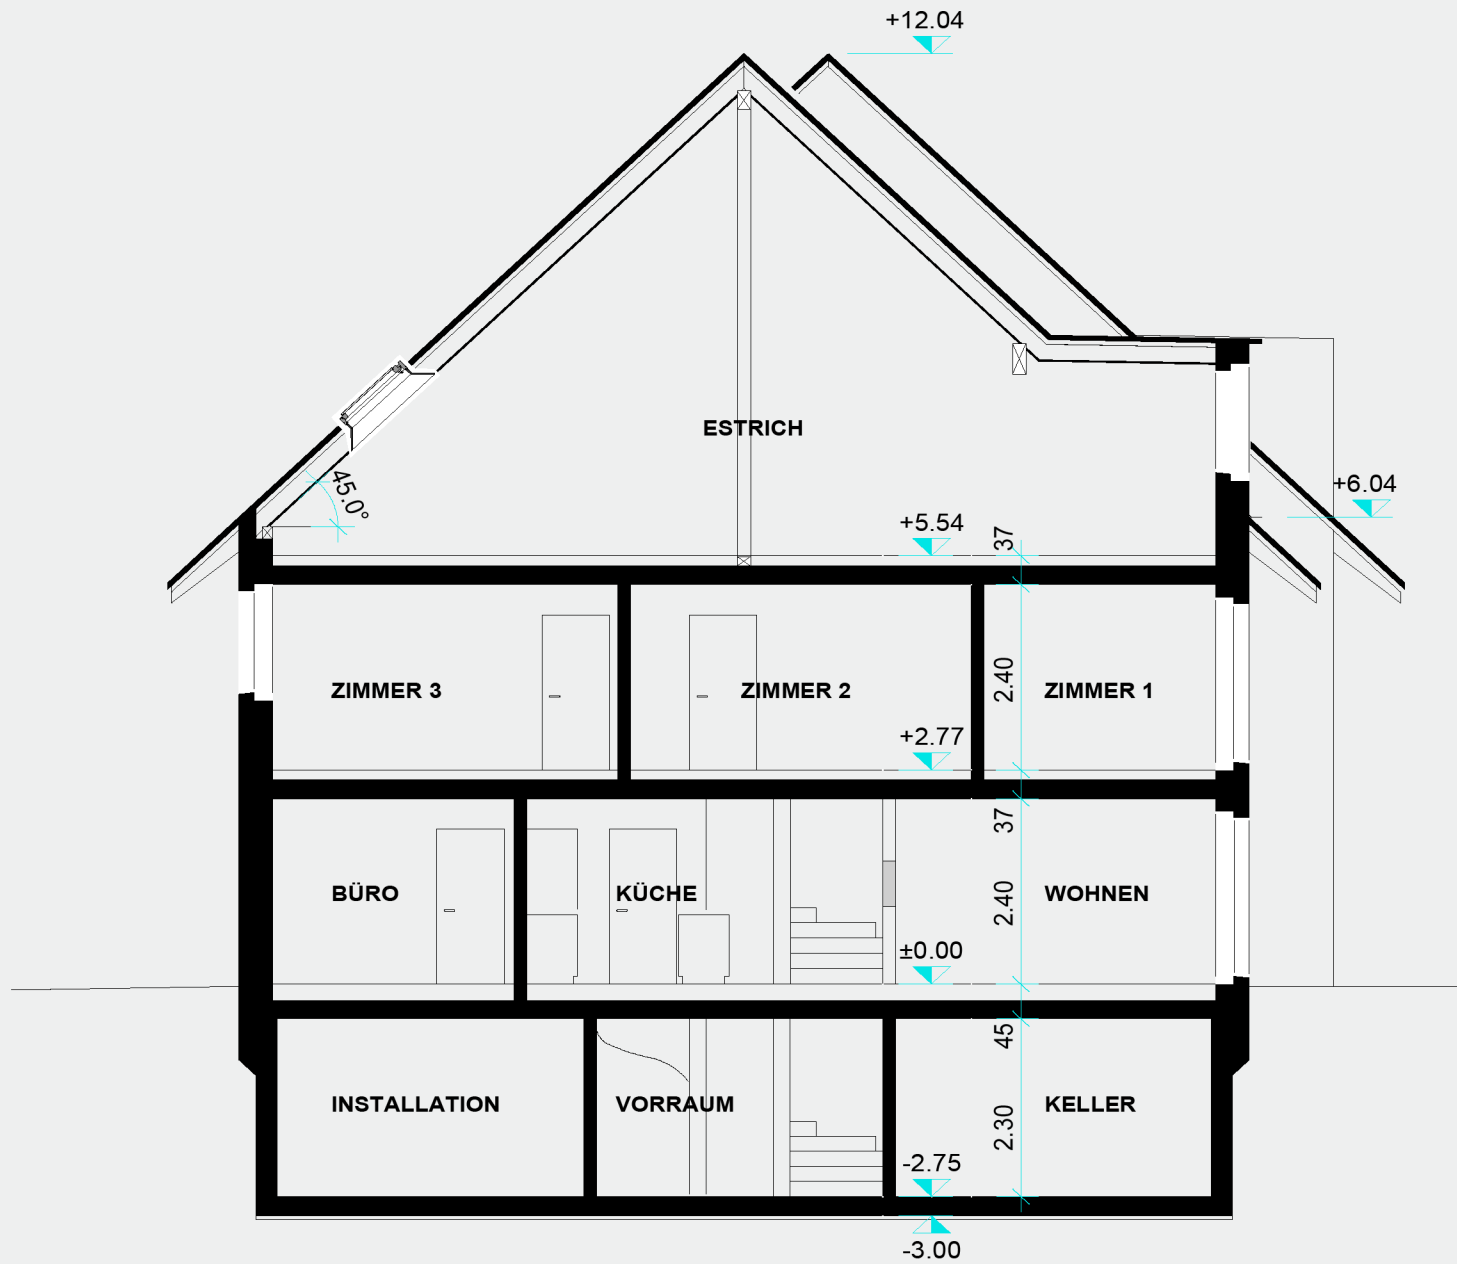 +12.04
ESTRICH
45.0°
+6.04
+5.54
37
ZIMMER 3
ZIMMER 2
2.40
ZIMMER 1
+2.77
37
BÜRO
KÜCHE
2.40
WOHNEN
±0.00
45
INSTALLATION
VORRAUM
2.30
KELLER
-2.75
-3.00